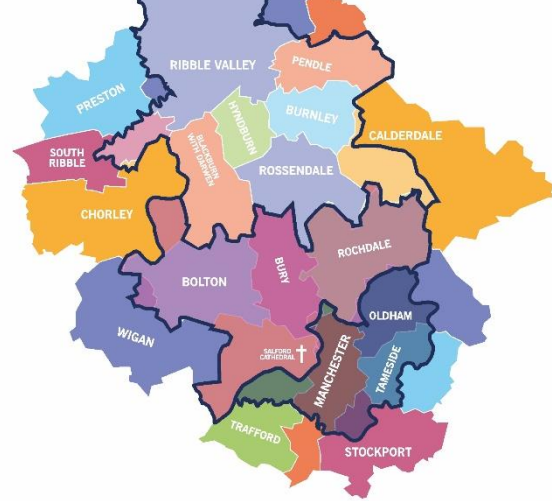 RIBBLE VALLEY
PENDLE
PRESTON
HYNDBURN
BURNLEY
CALDERDALE
BLACKBURN
WITH DARWEN
SOUTH
RIBBLE
ROSSENDALE
CHORLEY
ROCHDALE
BOLTON
BURY
OLDHAM
WIGAN
SALFORD
CATHEDRAL
MANCHESTER
TAMESIDE
TRAFFORD
STOCKPORT